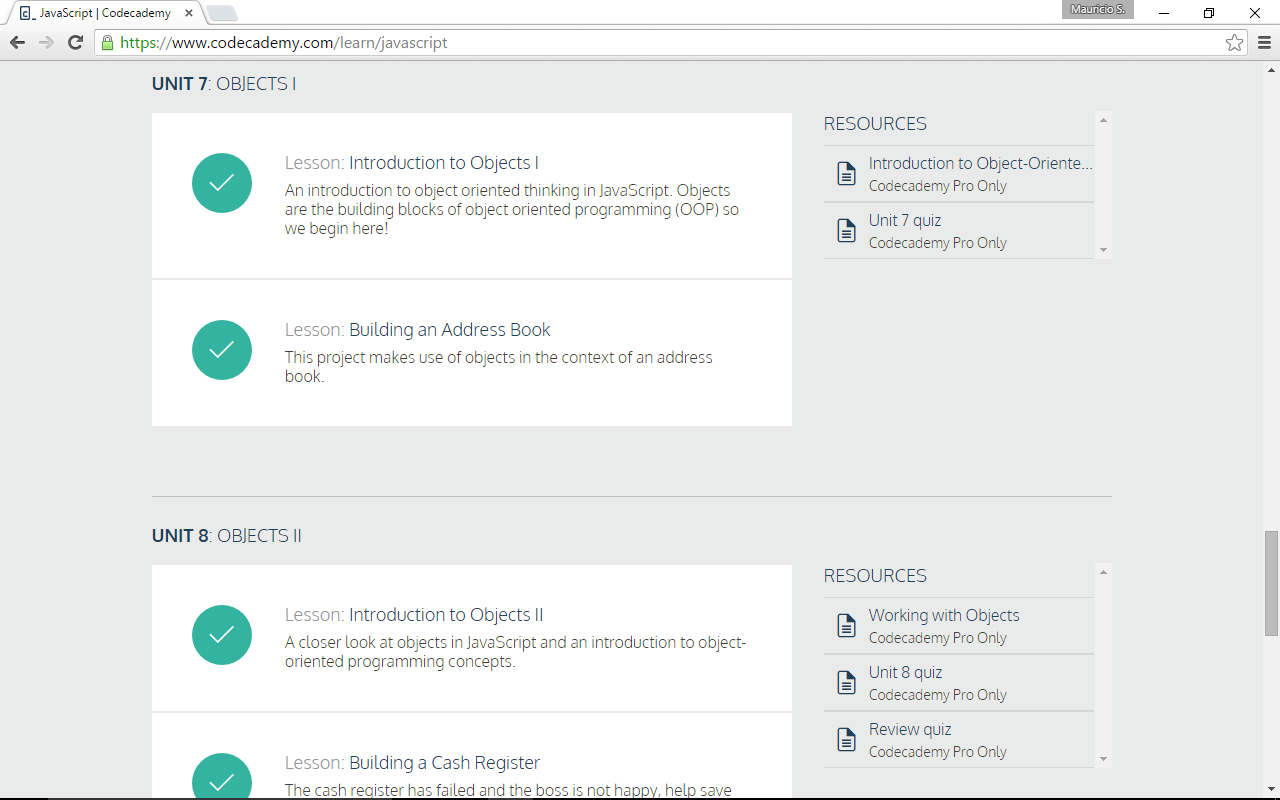 JavaScript | Codecademy
Mauricio S.
https://www.codecademy.com/learn/javascript
UNIT 7: OBJECTS I
Lesson: Introduction to Objects I
An introduction to object oriented thinking in JavaScript. Objects
are the building blocks of object oriented programming (OOP) so
we begin here!
Lesson: Building an Address Book
This project makes use of objects in the context of an address
book.
RESOURCES
Introduction to Object-Oriente...
Codecademy Pro Only
Unit 7 quiz
Codecademy Pro Only
UNIT 8: OBJECTS II
Lesson: Introduction to Objects II
A closer look at objects in JavaScript and an introduction to object-
oriented programming concepts.
Lesson: Building a Cash Register
The cash register has failed and the boss is not happy, help save
RESOURCES
Working with Objects
Codecademy Pro Only
Unit 8 quiz
Codecademy Pro Only
Review quiz
Codecademy Pro Only